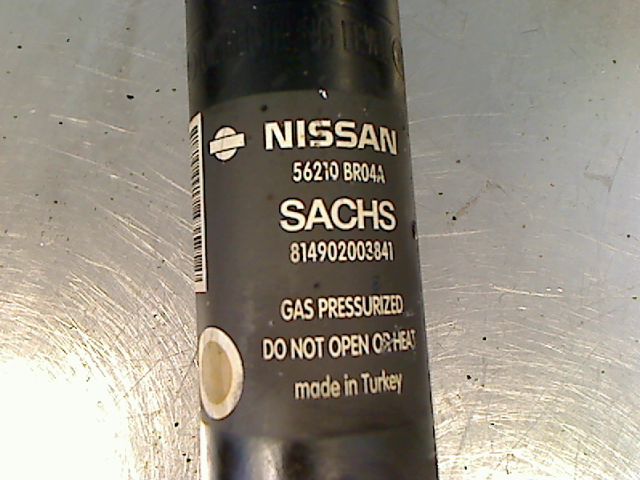 NISSAN
56210 BR04A
SACHS
814902003841
GAS PRESSURIZED
DO NOT OPEN OR HEAT
made in Turkey